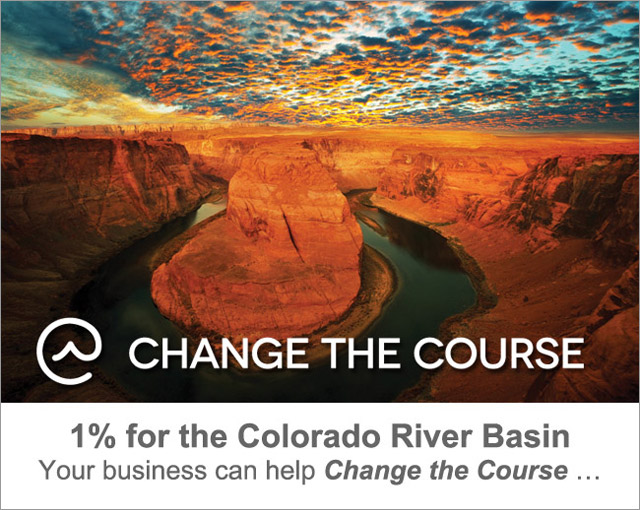 CHANGE THE COURSE
1% for the Colorado River Basin
Your business can help Change the Course …